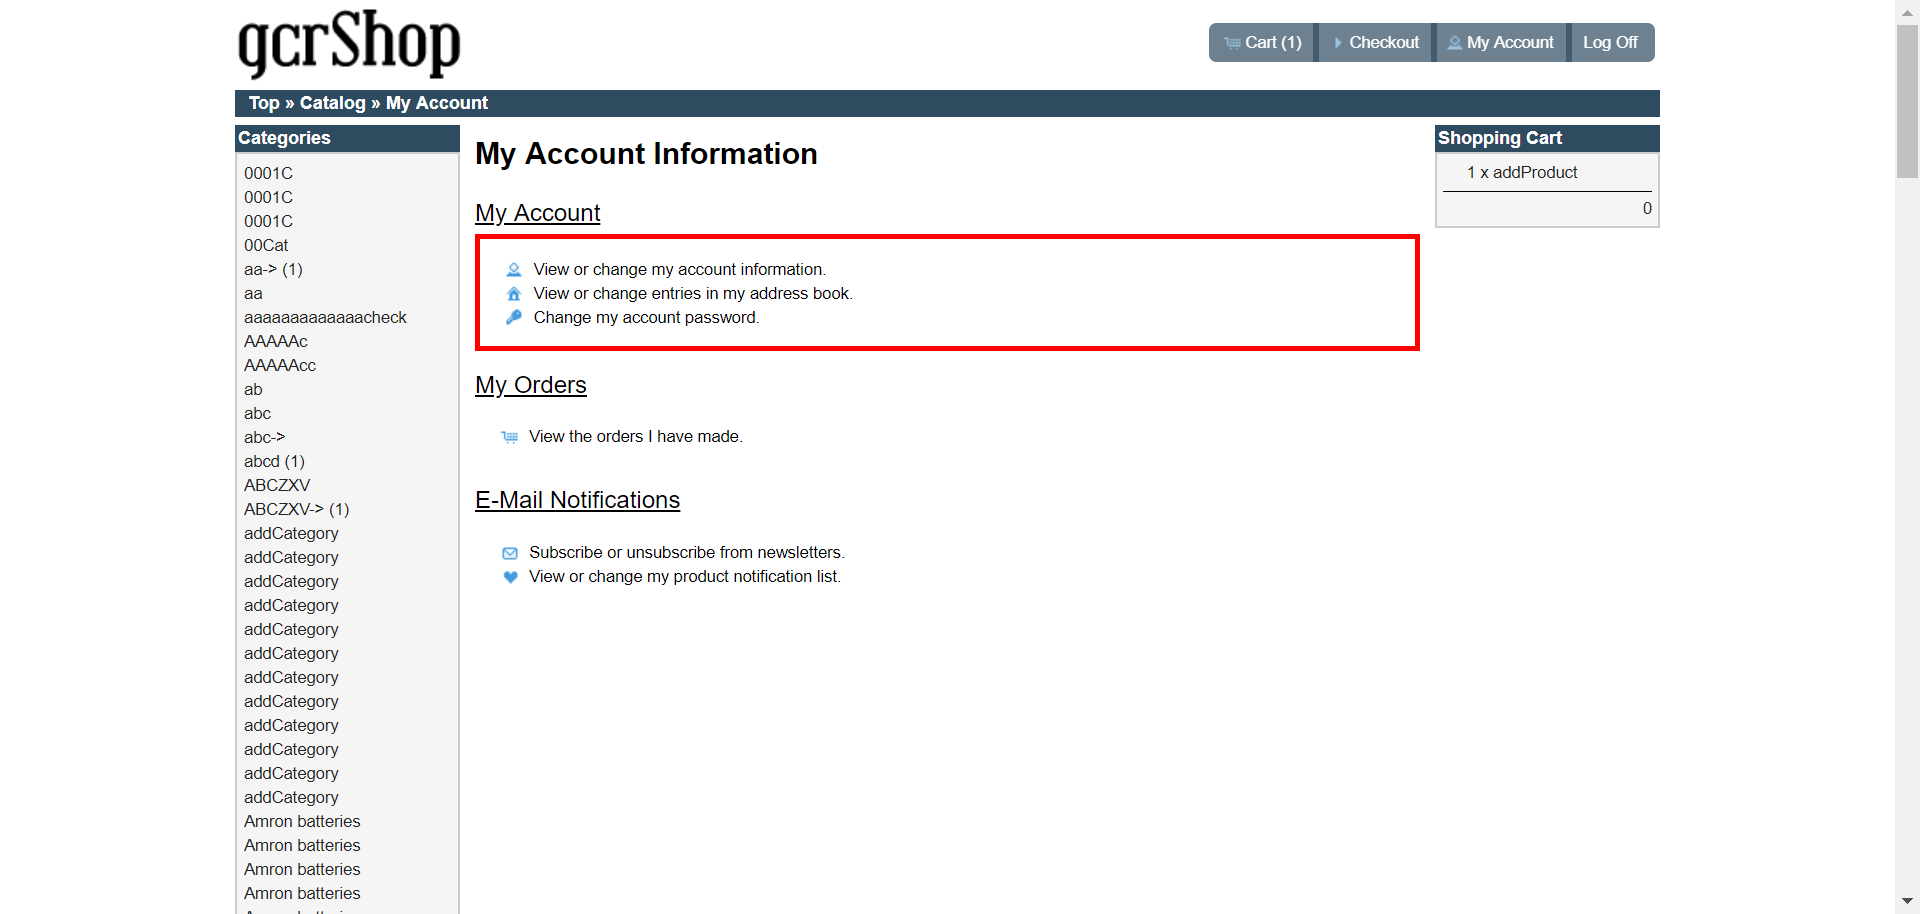 gcrShop
Cart (1)
Checkout
My Account
Log Off
Top » Catalog » My Account
Categories
0001C
0001C
0001C
00Cat
aa-> (1)
aa
aaaaaaaaaaaaacheck
AAAAAc
AAAAAcc
ab
abc
abc->
abcd (1)
ABCZXV
ABCZXV-> (1)
addCategory
addCategory
addCategory
addCategory
addCategory
addCategory
addCategory
addCategory
addCategory
addCategory
addCategory
addCategory
Amron batteries
Amron batteries
Amron batteries
Amron batteries
My Account Information
My Account
View or change my account information.
View or change entries in my address book.
Change my account password.
My Orders
View the orders I have made.
E-Mail Notifications
Subscribe or unsubscribe from newsletters.
View or change my product notification list.
Shopping Cart
1 x addProduct
0